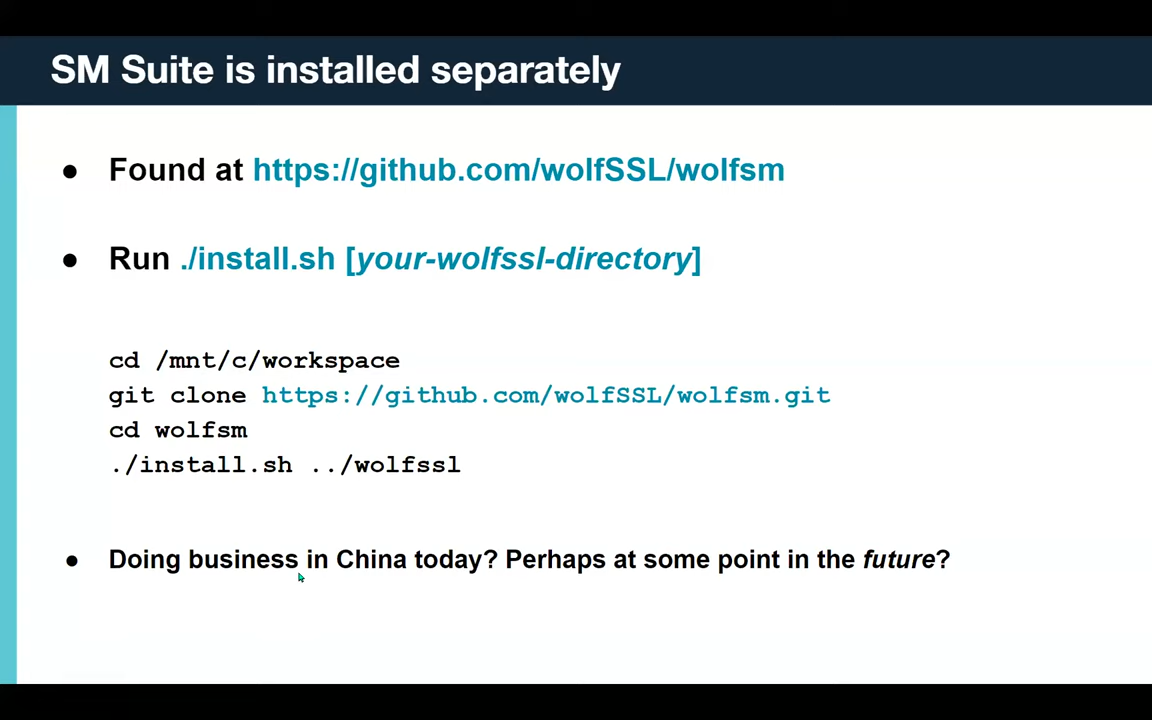 SM Suite is installed separately
● Found at https://github.com/wolfSSL/wolfsm
● Run ./install.sh [your-wolfssl-directory]
cd /mnt/c/workspace
git clone https://github.com/wolfSSL/wolfsm.git
cd wolfsm
./install.sh ../wolfssl
● Doing business in China today? Perhaps at some point in the future?